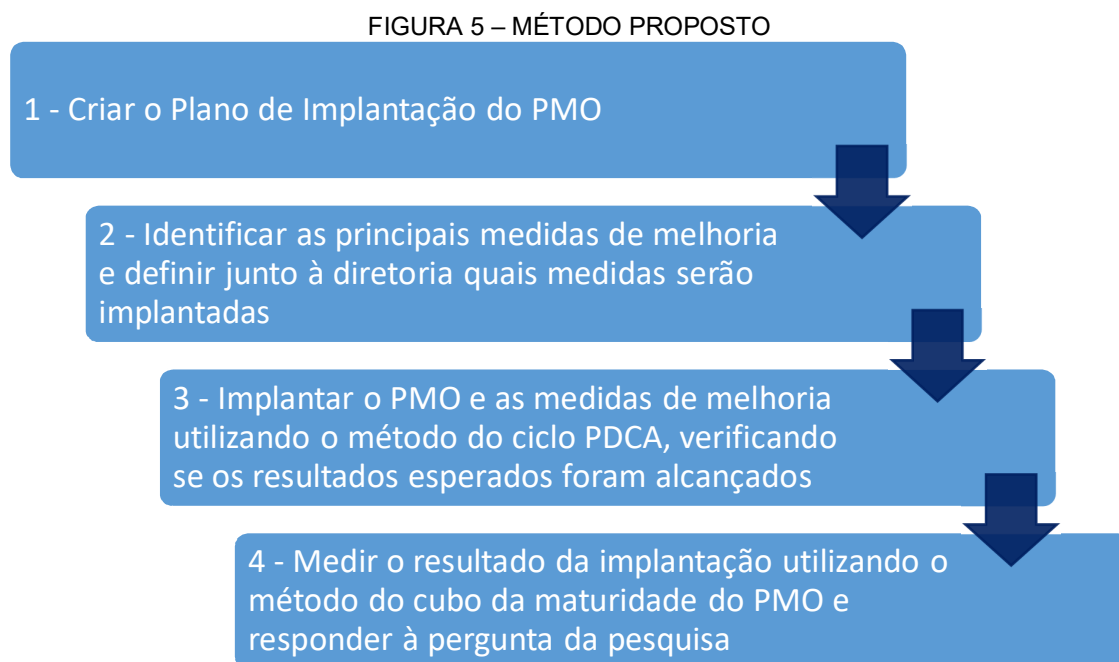 FIGURA 5 – MÉTODO PROPOSTO
1 - Criar o Plano de Implantação do PMO
2 - Identificar as principais medidas de melhoria
e definir junto à diretoria quais medidas serão
implantadas
3 - Implantar o PMO e as medidas de melhoria
utilizando o método do ciclo PDCA, verificando
se os resultados esperados foram alcançados
4 - Medir o resultado da implantação utilizando o
método do cubo da maturidade do PMO e
responder à pergunta da pesquisa